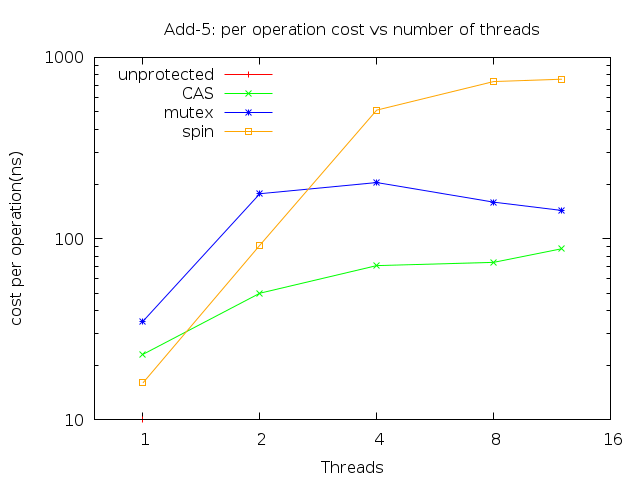 Add-5: per operation cost vs number of threads
1000
unprotected
CAS
mutex
spin
cost per operation(ns)
100
10
1 2 4 8 16
Threads